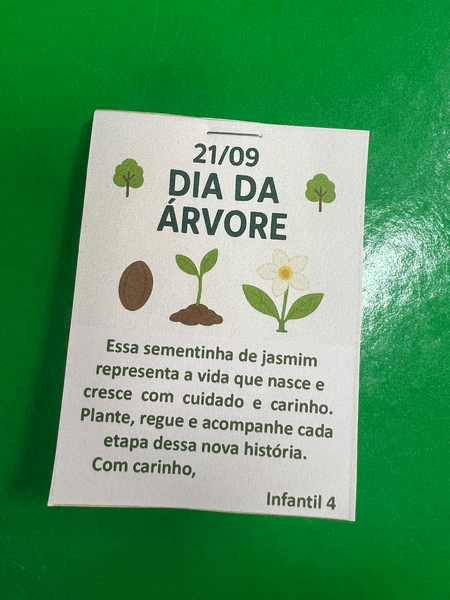 21/09
DIA DA
ÁRVORE
Essa sementinha de jasmim
representa a vida que nasce e
cresce com cuidado e carinho.
Plante, regue e acompanhe cada
etapa dessa nova história.
Com carinho,
Infantil 4